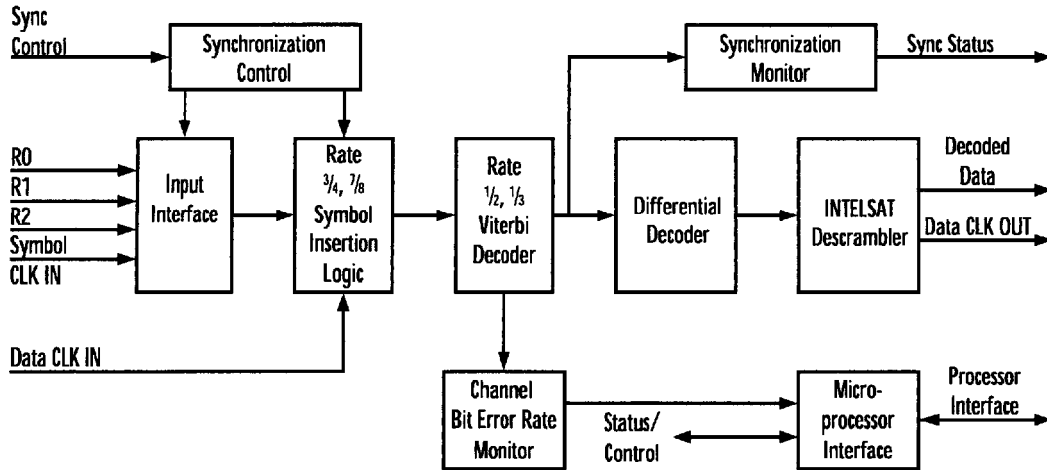 Sync
Control
Synchronization
Control
Synchronization
Monitor
Sync Status
R0
R1
R2
Symbol
CLK IN
Input
Interface
Rate
3/4, 7/8
Symbol
Insertion
Logic
Rate
1/2, 1/3
Viterbi
Decoder
Differential
Decoder
INTELSAT
Descrambler
Decoded
Data
Data CLK OUT
Data CLK IN
Channel
Bit Error Rate
Monitor
Status/
Control
Micro-
processor
Interface
Processor
Interface